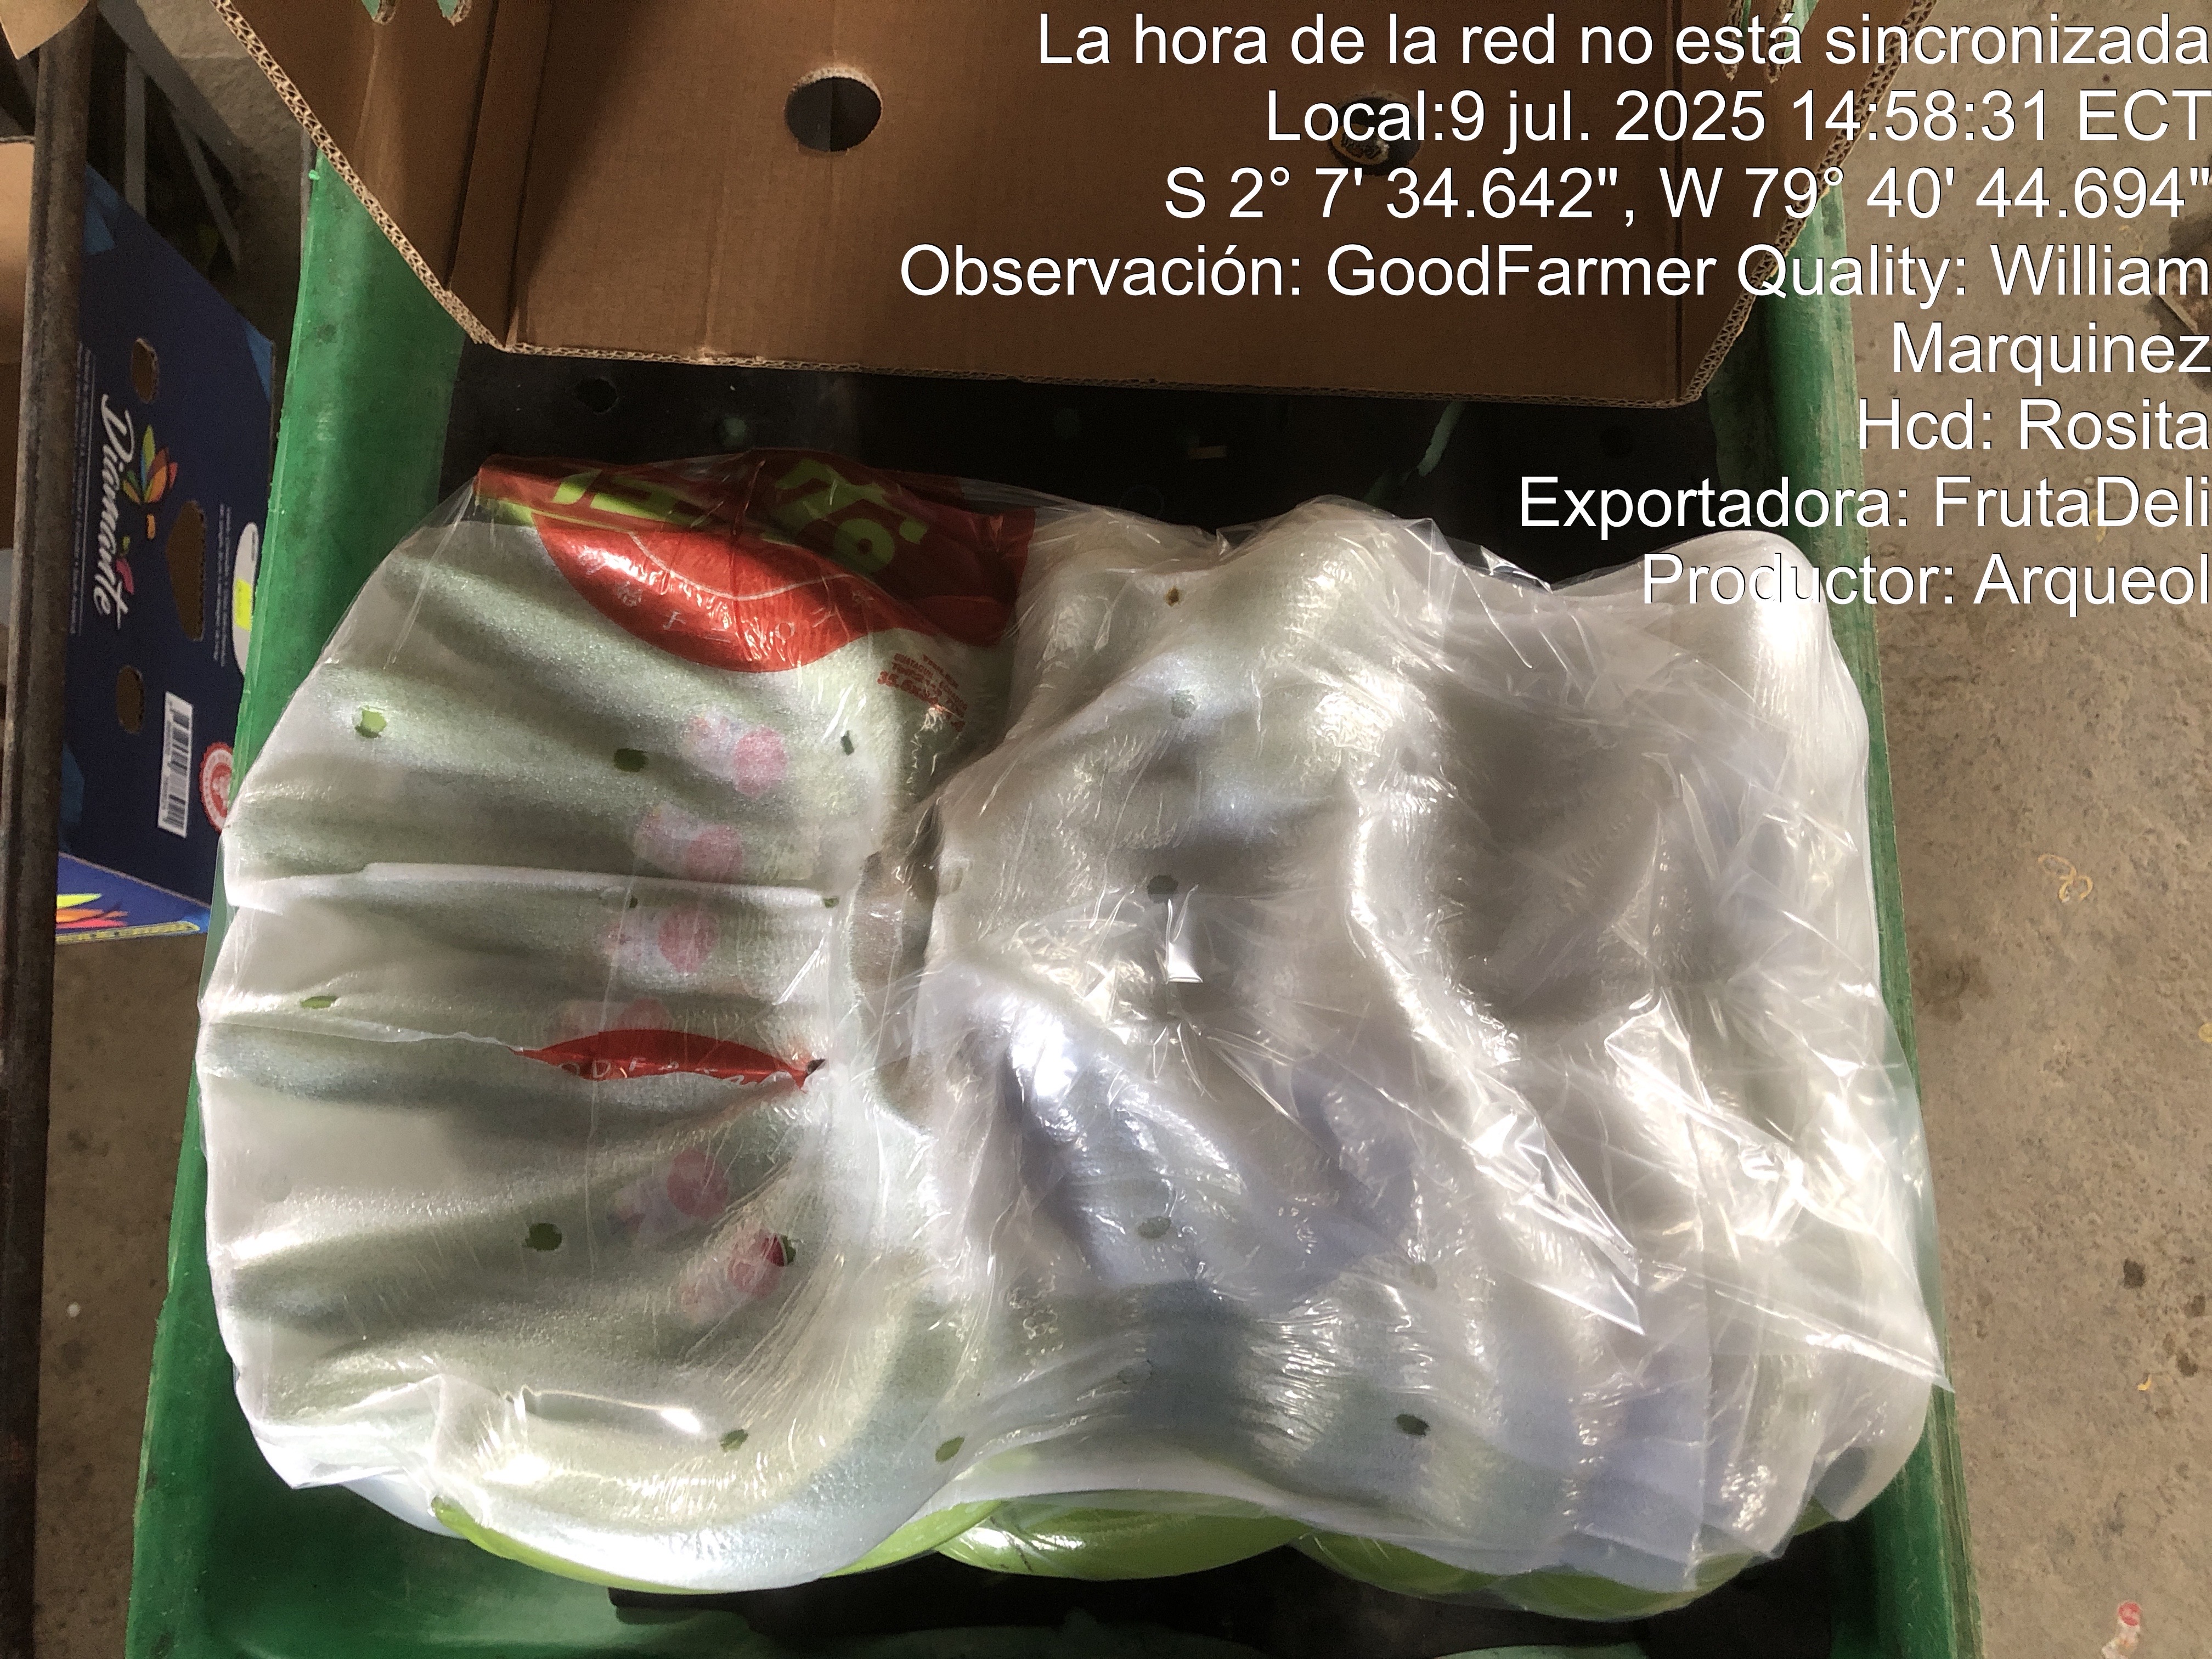 La hora de la red no está sincronizada
Local:9 jul. 2025 14:58:31 ECT
S 2° 7' 34.642", W 79° 40' 44.694"
Observación: GoodFarmer Quality: William
Marquinez
Hcd: Rosita
Exportadora: FrutaDeli
Productor: Arqueol
Diamante